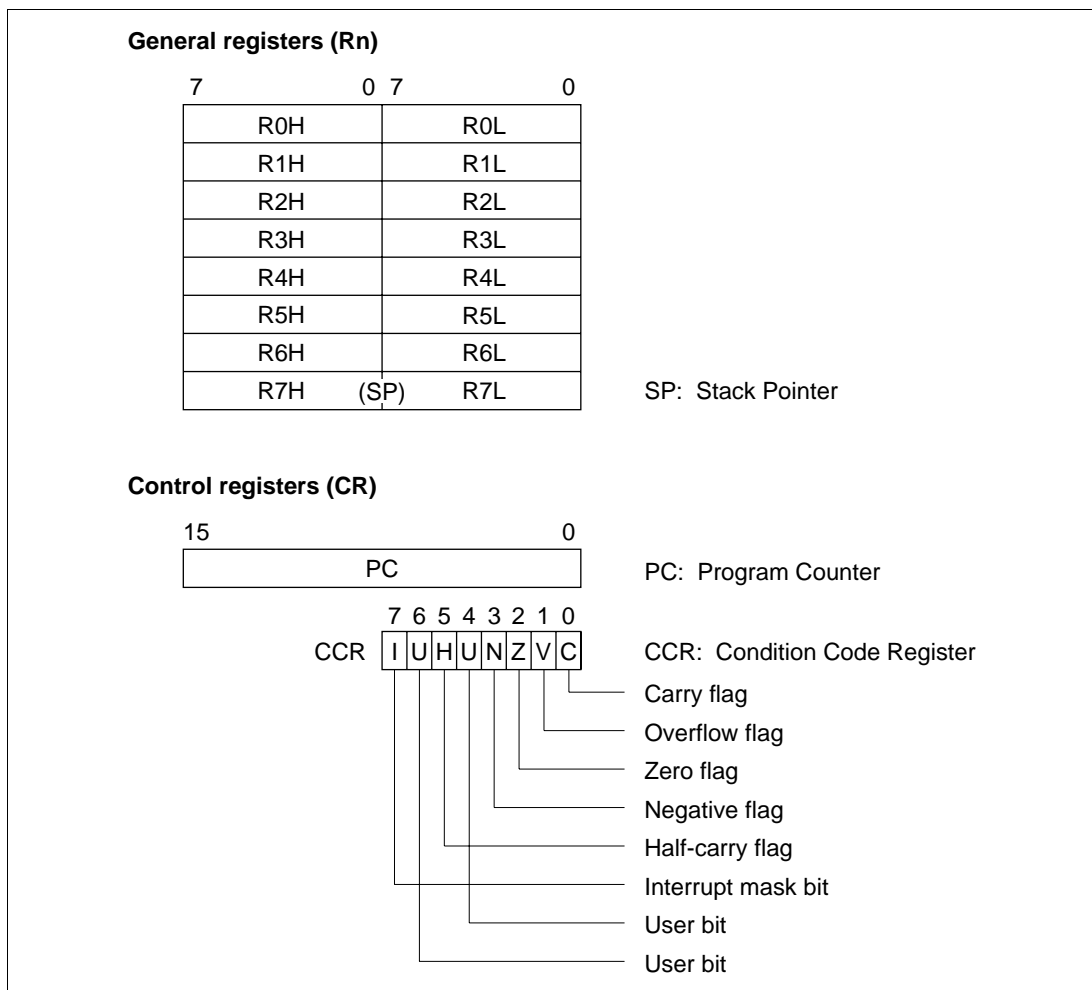 General registers (Rn)
7 0 7 0
R0H R0L
R1H R1L
R2H R2L
R3H R3L
R4H R4L
R5H R5L
R6H R6L
R7H (SP) R7L SP: Stack Pointer
Control registers (CR)
15 0
PC PC: Program Counter
7 6 5 4 3 2 1 0
CCR I U H U N Z V C CCR: Condition Code Register
Carry flag
Overflow flag
Zero flag
Negative flag
Half-carry flag
Interrupt mask bit
User bit
User bit